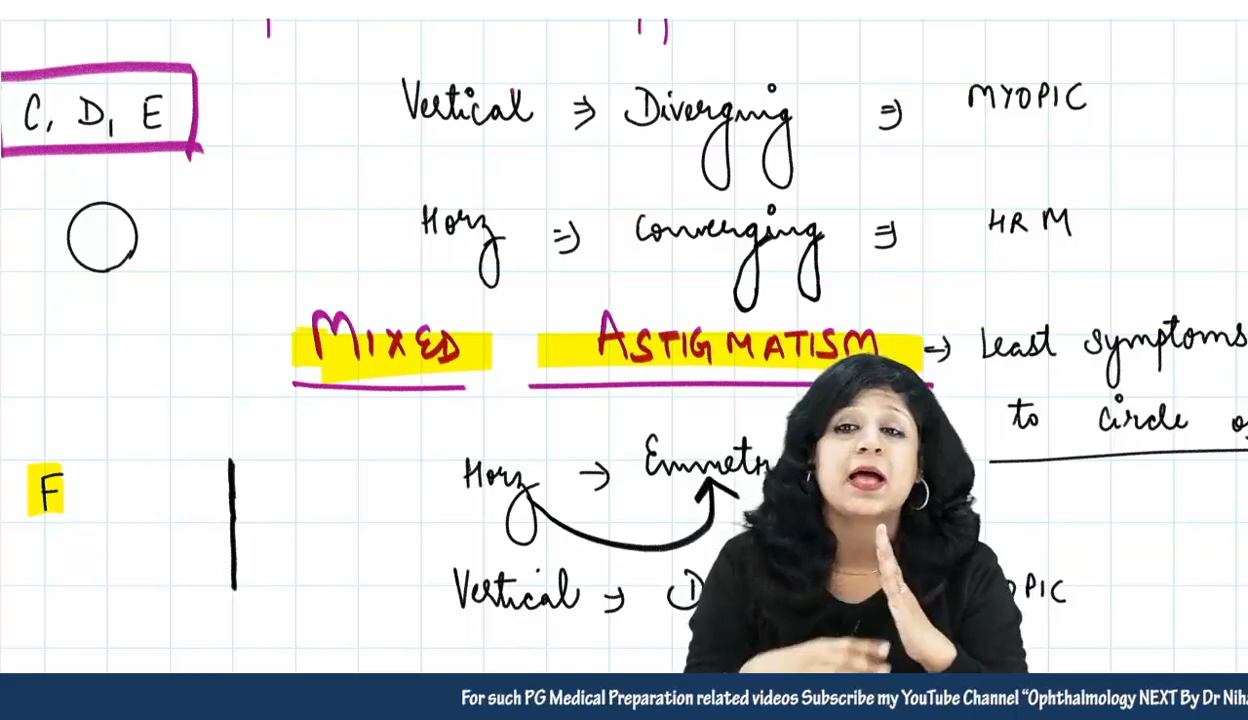 C, D, E
Vertical ⇒ Diverging ⇒ MYOPIC
Horz ⇒ Converging ⇒ HRM
MIXED ASTIGMATISM → Least symptoms
to circle
Horz → Emmetr
F
Vertical → D OPIC
For such PG Medical Preparation related videos Subscribe my YouTube Channel "Ophthalmology NEXT By Dr Nih